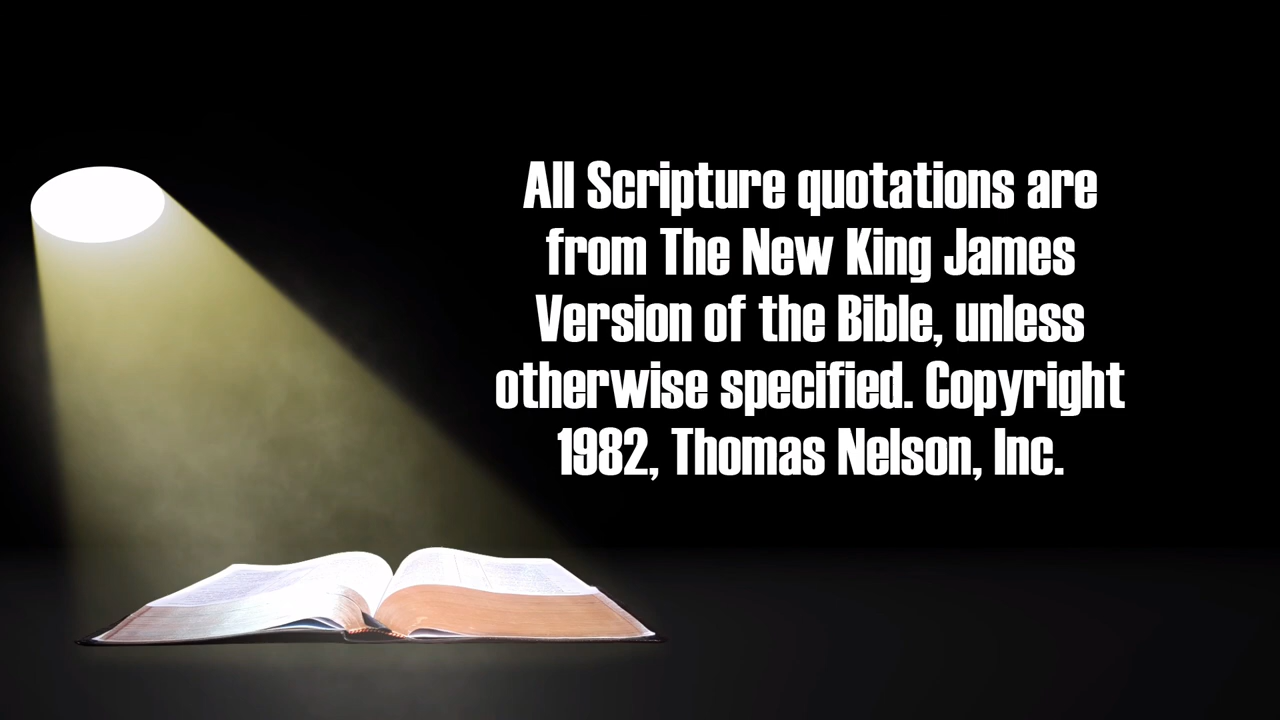 All Scripture quotations are
from The New King James
Version of the Bible, unless
otherwise specified. Copyright
1982, Thomas Nelson, Inc.